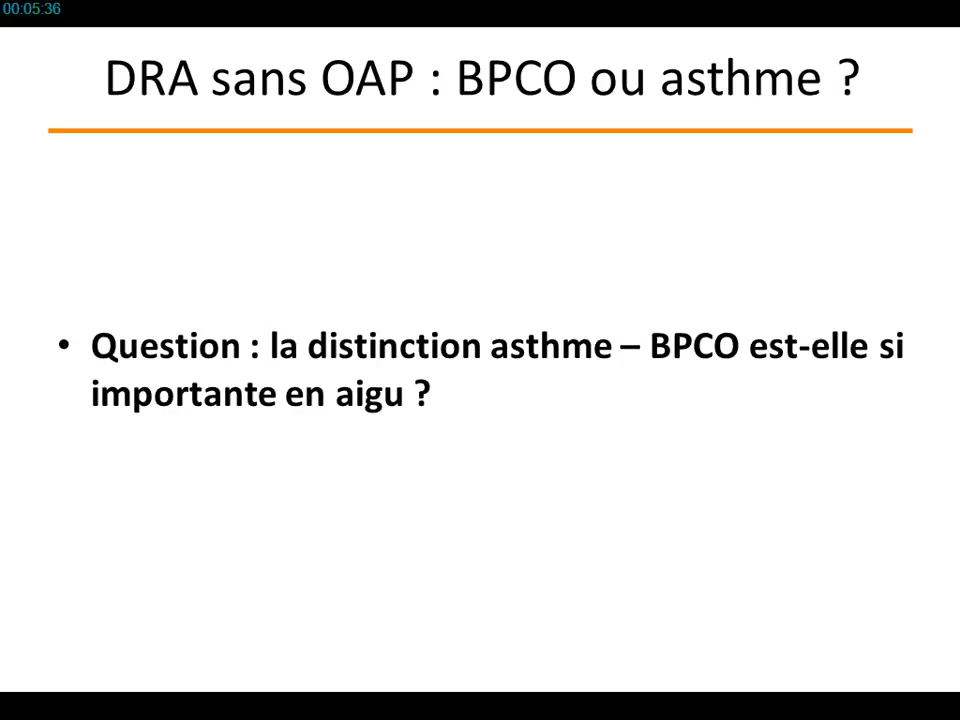 00:05:36
DRA sans OAP : BPCO ou asthme ?
• Question : la distinction asthme – BPCO est-elle si
importante en aigu ?